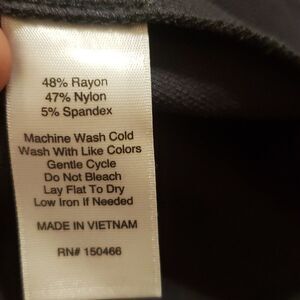 48% Rayon
47% Nylon
5% Spandex
Machine Wash Cold
Wash With Like Colors
Gentle Cycle
Do Not Bleach
Lay Flat To Dry
Low Iron If Needed
MADE IN VIETNAM
RN# 150466